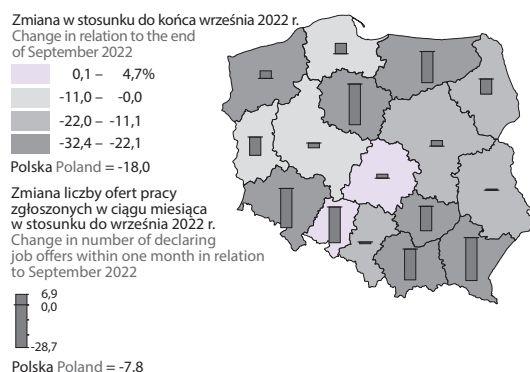 Zmiana w stosunku do końca września 2022 r.
Change in relation to the end
of September 2022
0,1 – 4,7%
-11,0 – -0,0
-22,0 – -11,1
-32,4 – -22,1
Polska Poland = -18,0
Zmiana liczby ofert pracy
zgłoszonych w ciągu miesiąca
w stosunku do września 2022 r.
Change in number of declaring
job offers within one month in relation
to September 2022
6,9
0,0
-28,7
Polska Poland = -7.8